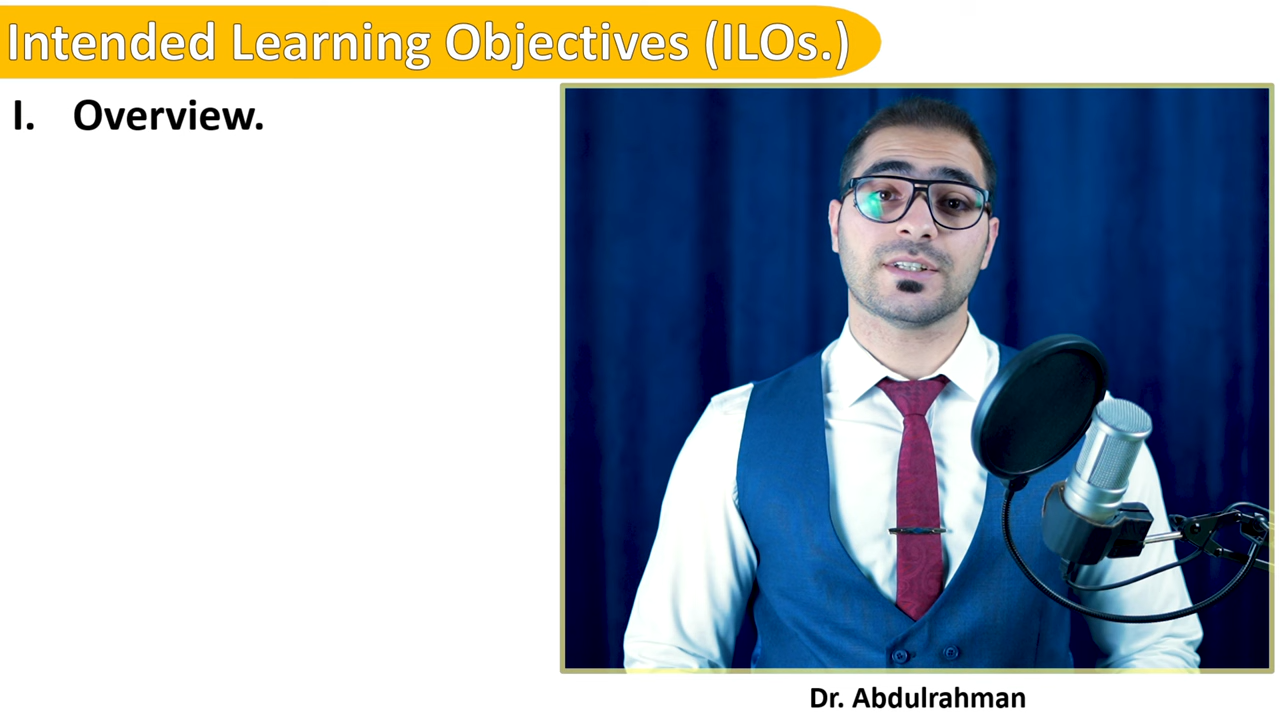 Intended Learning Objectives (ILOs.)
I. Overview.
Dr. Abdulrahman